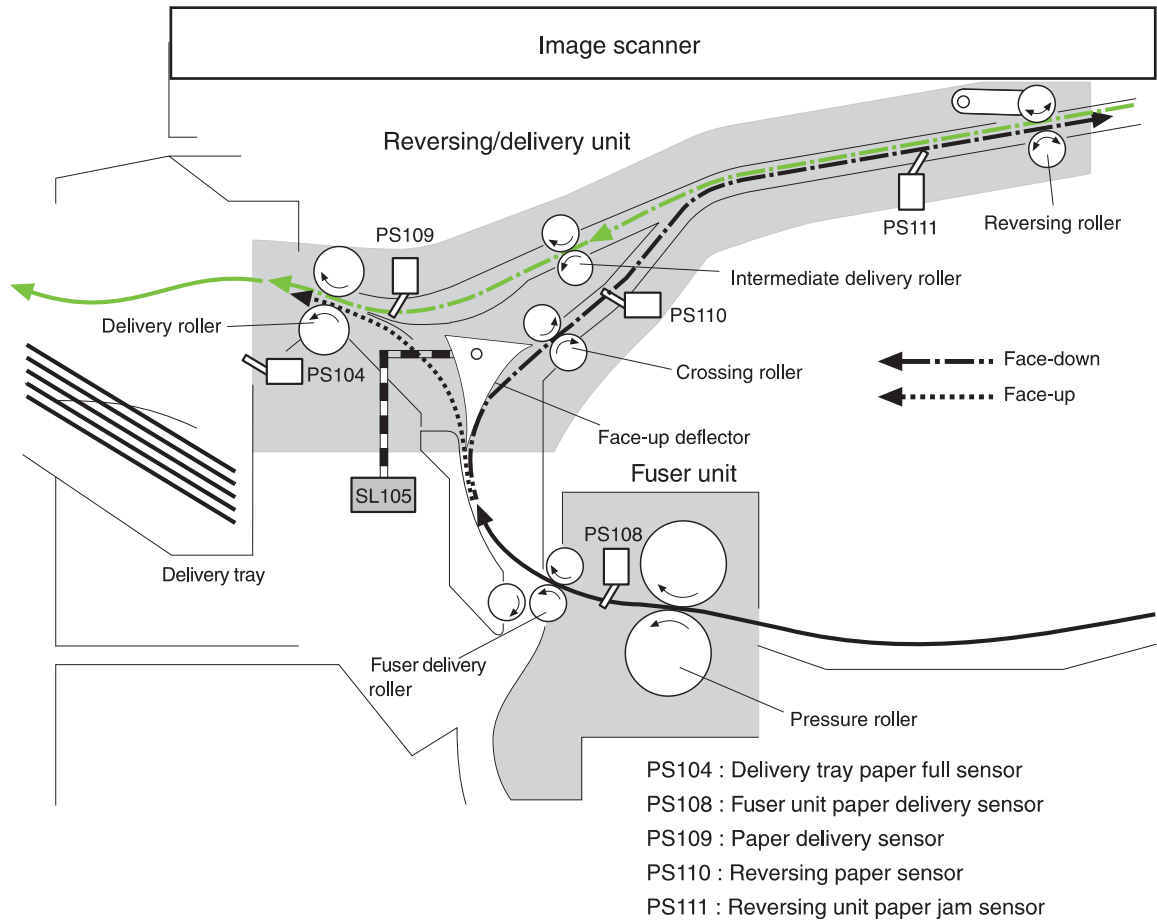 Image scanner
Reversing/delivery unit
PS109
PS111
Reversing roller
Intermediate delivery roller
PS110
Delivery roller
PS104
Crossing roller
Face-down
Face-up
Face-up deflector
Fuser unit
SL105
PS108
Delivery tray
Fuser delivery
roller
Pressure roller
PS104 : Delivery tray paper full sensor
PS108 : Fuser unit paper delivery sensor
PS109 : Paper delivery sensor
PS110 : Reversing paper sensor
PS111 : Reversing unit paper jam sensor